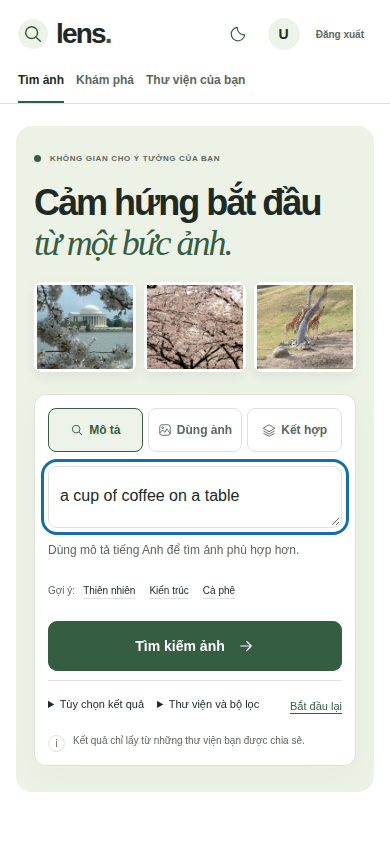 lens.
U
Đăng xuất
Tìm ảnh Khám phá Thư viện của bạn
KHÔNG GIAN CHO Ý TƯỞNG CỦA BẠN
Cảm hứng bắt đầu
từ một bức ảnh.
Mô tả Dùng ảnh Kết hợp
a cup of coffee on a table
Dùng mô tả tiếng Anh để tìm ảnh phù hợp hơn.
Gợi ý: Thiên nhiên Kiến trúc Cà phê
Tìm kiếm ảnh →
▶ Tùy chọn kết quả ▶ Thư viện và bộ lọc Bắt đầu lại
i Kết quả chỉ lấy từ những thư viện bạn được chia sẻ.